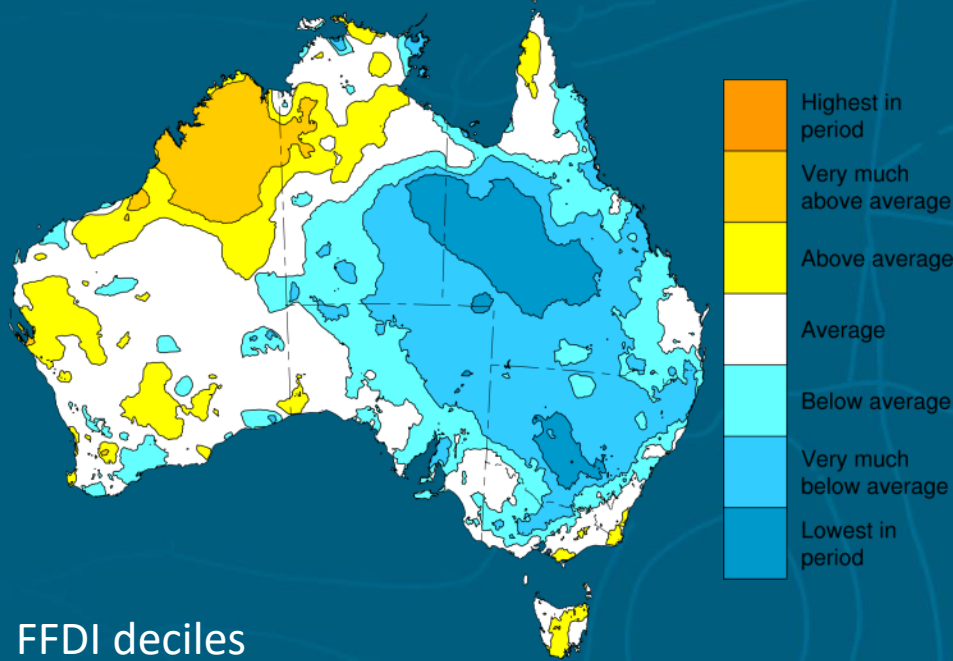 Highest in
period
Very much
above average
Above average
Average
Below average
Very much
below average
Lowest in
period
FFDI deciles